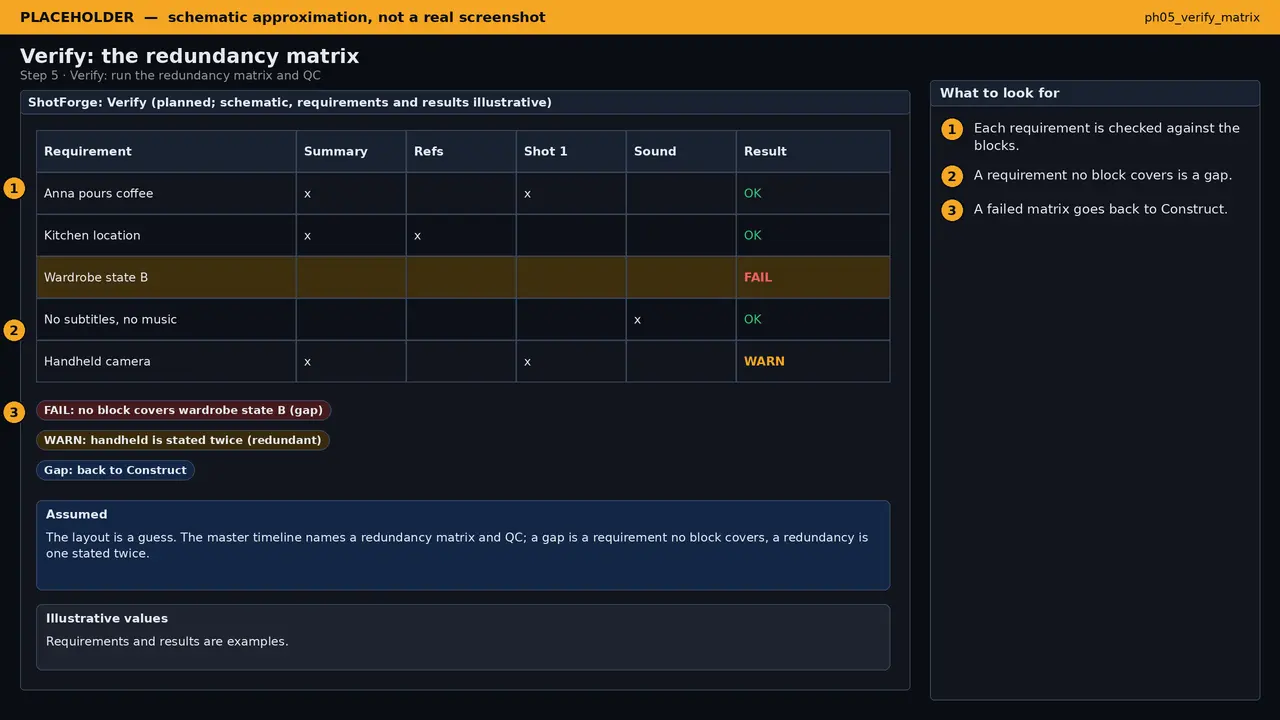 PLACEHOLDER — schematic approximation, not a real screenshot
ph05_verify_matrix
Verify: the redundancy matrix
Step 5 · Verify: run the redundancy matrix and QC
ShotForge: Verify (planned; schematic, requirements and results illustrative)
Requirement Summary Refs Shot 1 Sound Result
1
Anna pours coffee x x OK
Kitchen location x x OK
Wardrobe state B FAIL
2
No subtitles, no music x OK
Handheld camera x x WARN
3
FAIL: no block covers wardrobe state B (gap)
WARN: handheld is stated twice (redundant)
Gap: back to Construct
Assumed
The layout is a guess. The master timeline names a redundancy matrix and QC; a gap is a requirement no block covers, a redundancy is
one stated twice.
Illustrative values
Requirements and results are examples.
What to look for
1 Each requirement is checked against the
blocks.
2 A requirement no block covers is a gap.
3 A failed matrix goes back to Construct.